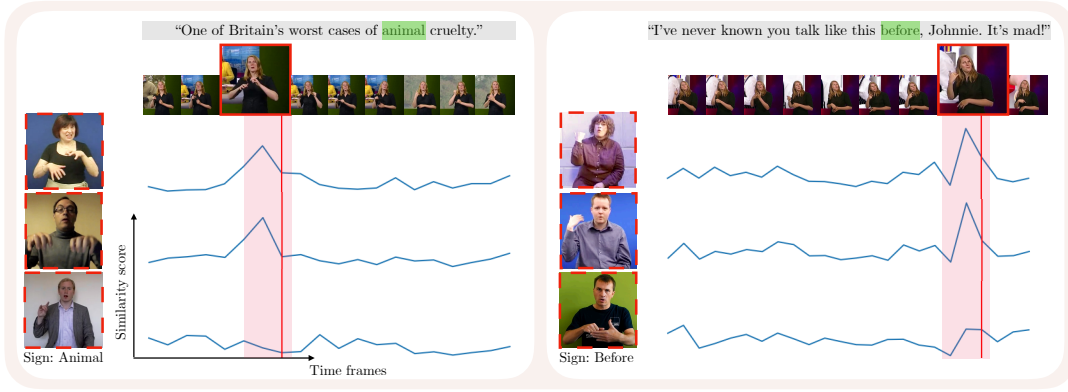 “One of Britain’s worst cases of animal cruelty.”
Similarity score
Time frames
Sign: Animal
“I’ve never known you talk like this before, Johnnie. It’s mad!”
Sign: Before